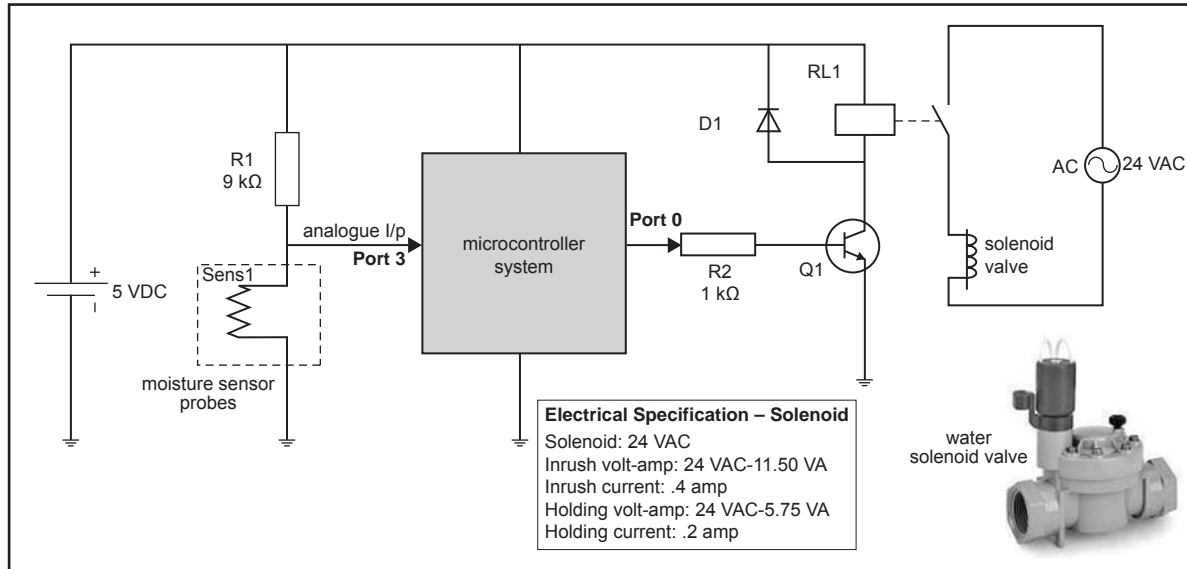 RL1
D1
R1
9 kΩ
AC
24 VAC
analogue I/p
Port 3
microcontroller
system
Port 0
R2
1 kΩ
Q1
solenoid
valve
+
5 VDC
–
Sens1
moisture sensor
probes
Electrical Specification – Solenoid
Solenoid: 24 VAC
Inrush volt-amp: 24 VAC-11.50 VA
Inrush current: .4 amp
Holding volt-amp: 24 VAC-5.75 VA
Holding current: .2 amp
water
solenoid valve